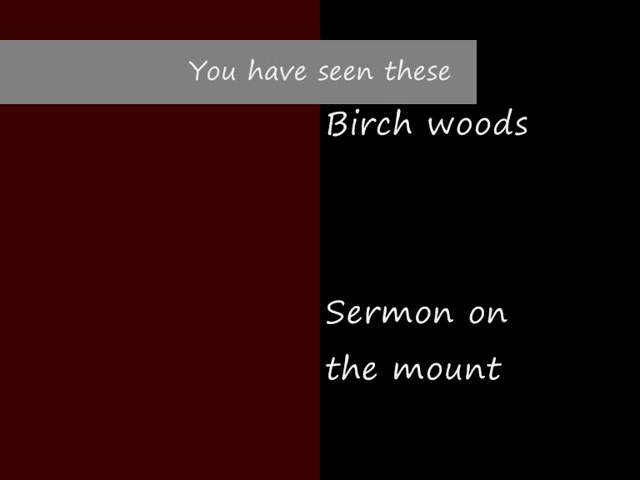 You have seen these
Birch woods
Sermon on
the mount